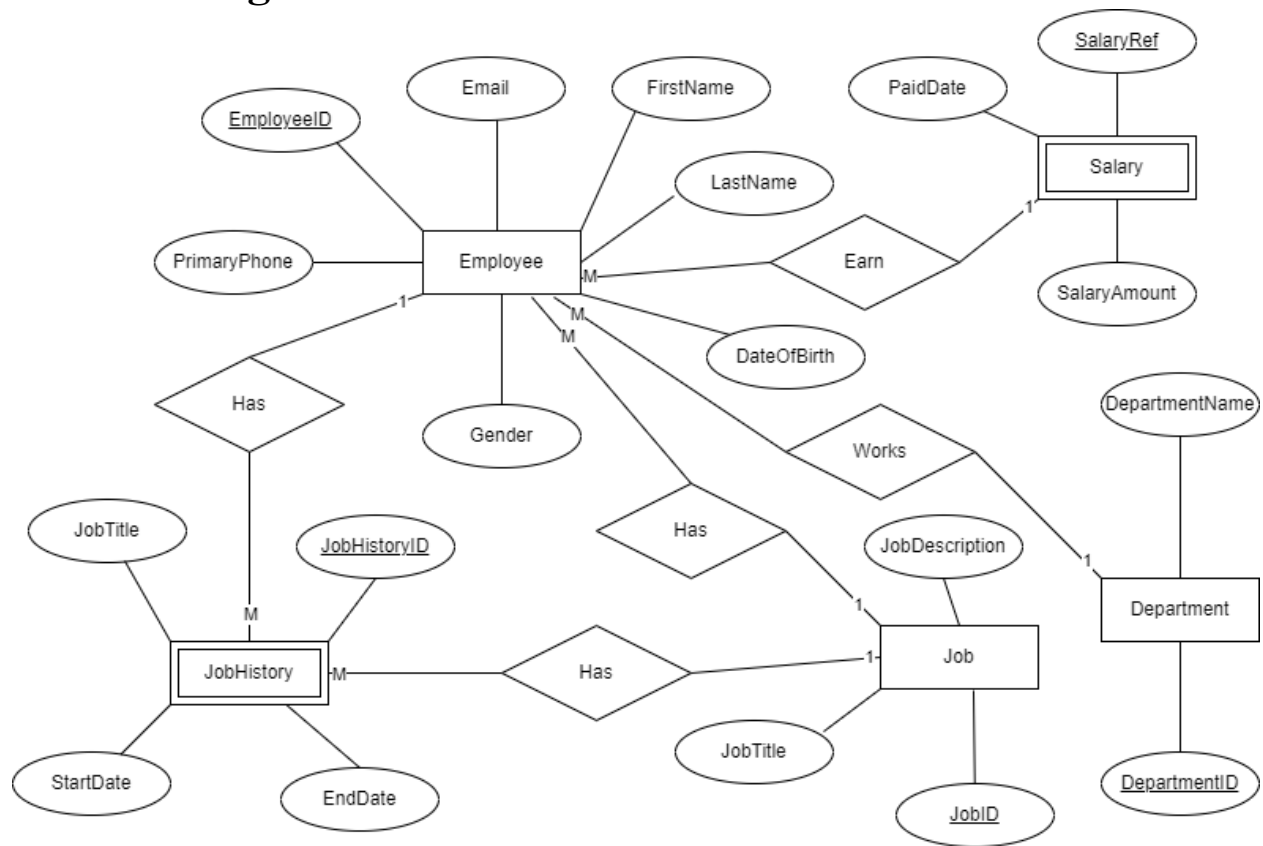 SalaryRef
Email
FirstName
PaidDate
EmployeeID
Salary
LastName
PrimaryPhone
Employee
Earn
1
M
SalaryAmount
1
M
M
DateOfBirth
Has
DepartmentName
Gender
Works
JobTitle
JobHistoryID
Has
JobDescription
1
M
1
Department
JobHistory
M
Has
1
Job
JobTitle
StartDate
EndDate
DepartmentID
JobID